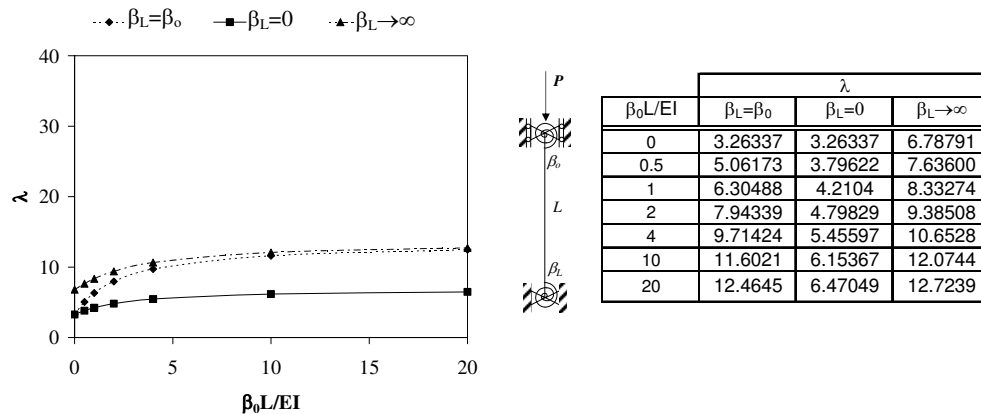 β_L=β_o β_L=0 β_L→∞
40
30
20
10
0
λ
0 5 10 15 20
β_0L/EI
P
β_o
L
β_L
λ
β_0L/EI β_L=β_0 β_L=0 β_L→∞
0 3.26337 3.26337 6.78791
0.5 5.06173 3.79622 7.63600
1 6.30488 4.2104 8.33274
2 7.94339 4.79829 9.38508
4 9.71424 5.45597 10.6528
10 11.6021 6.15367 12.0744
20 12.4645 6.47049 12.7239